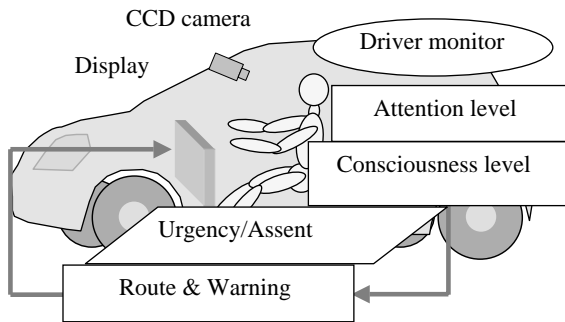 CCD camera
Driver monitor
Display
Attention level
Consciousness level
Urgency/Assent
Route & Warning